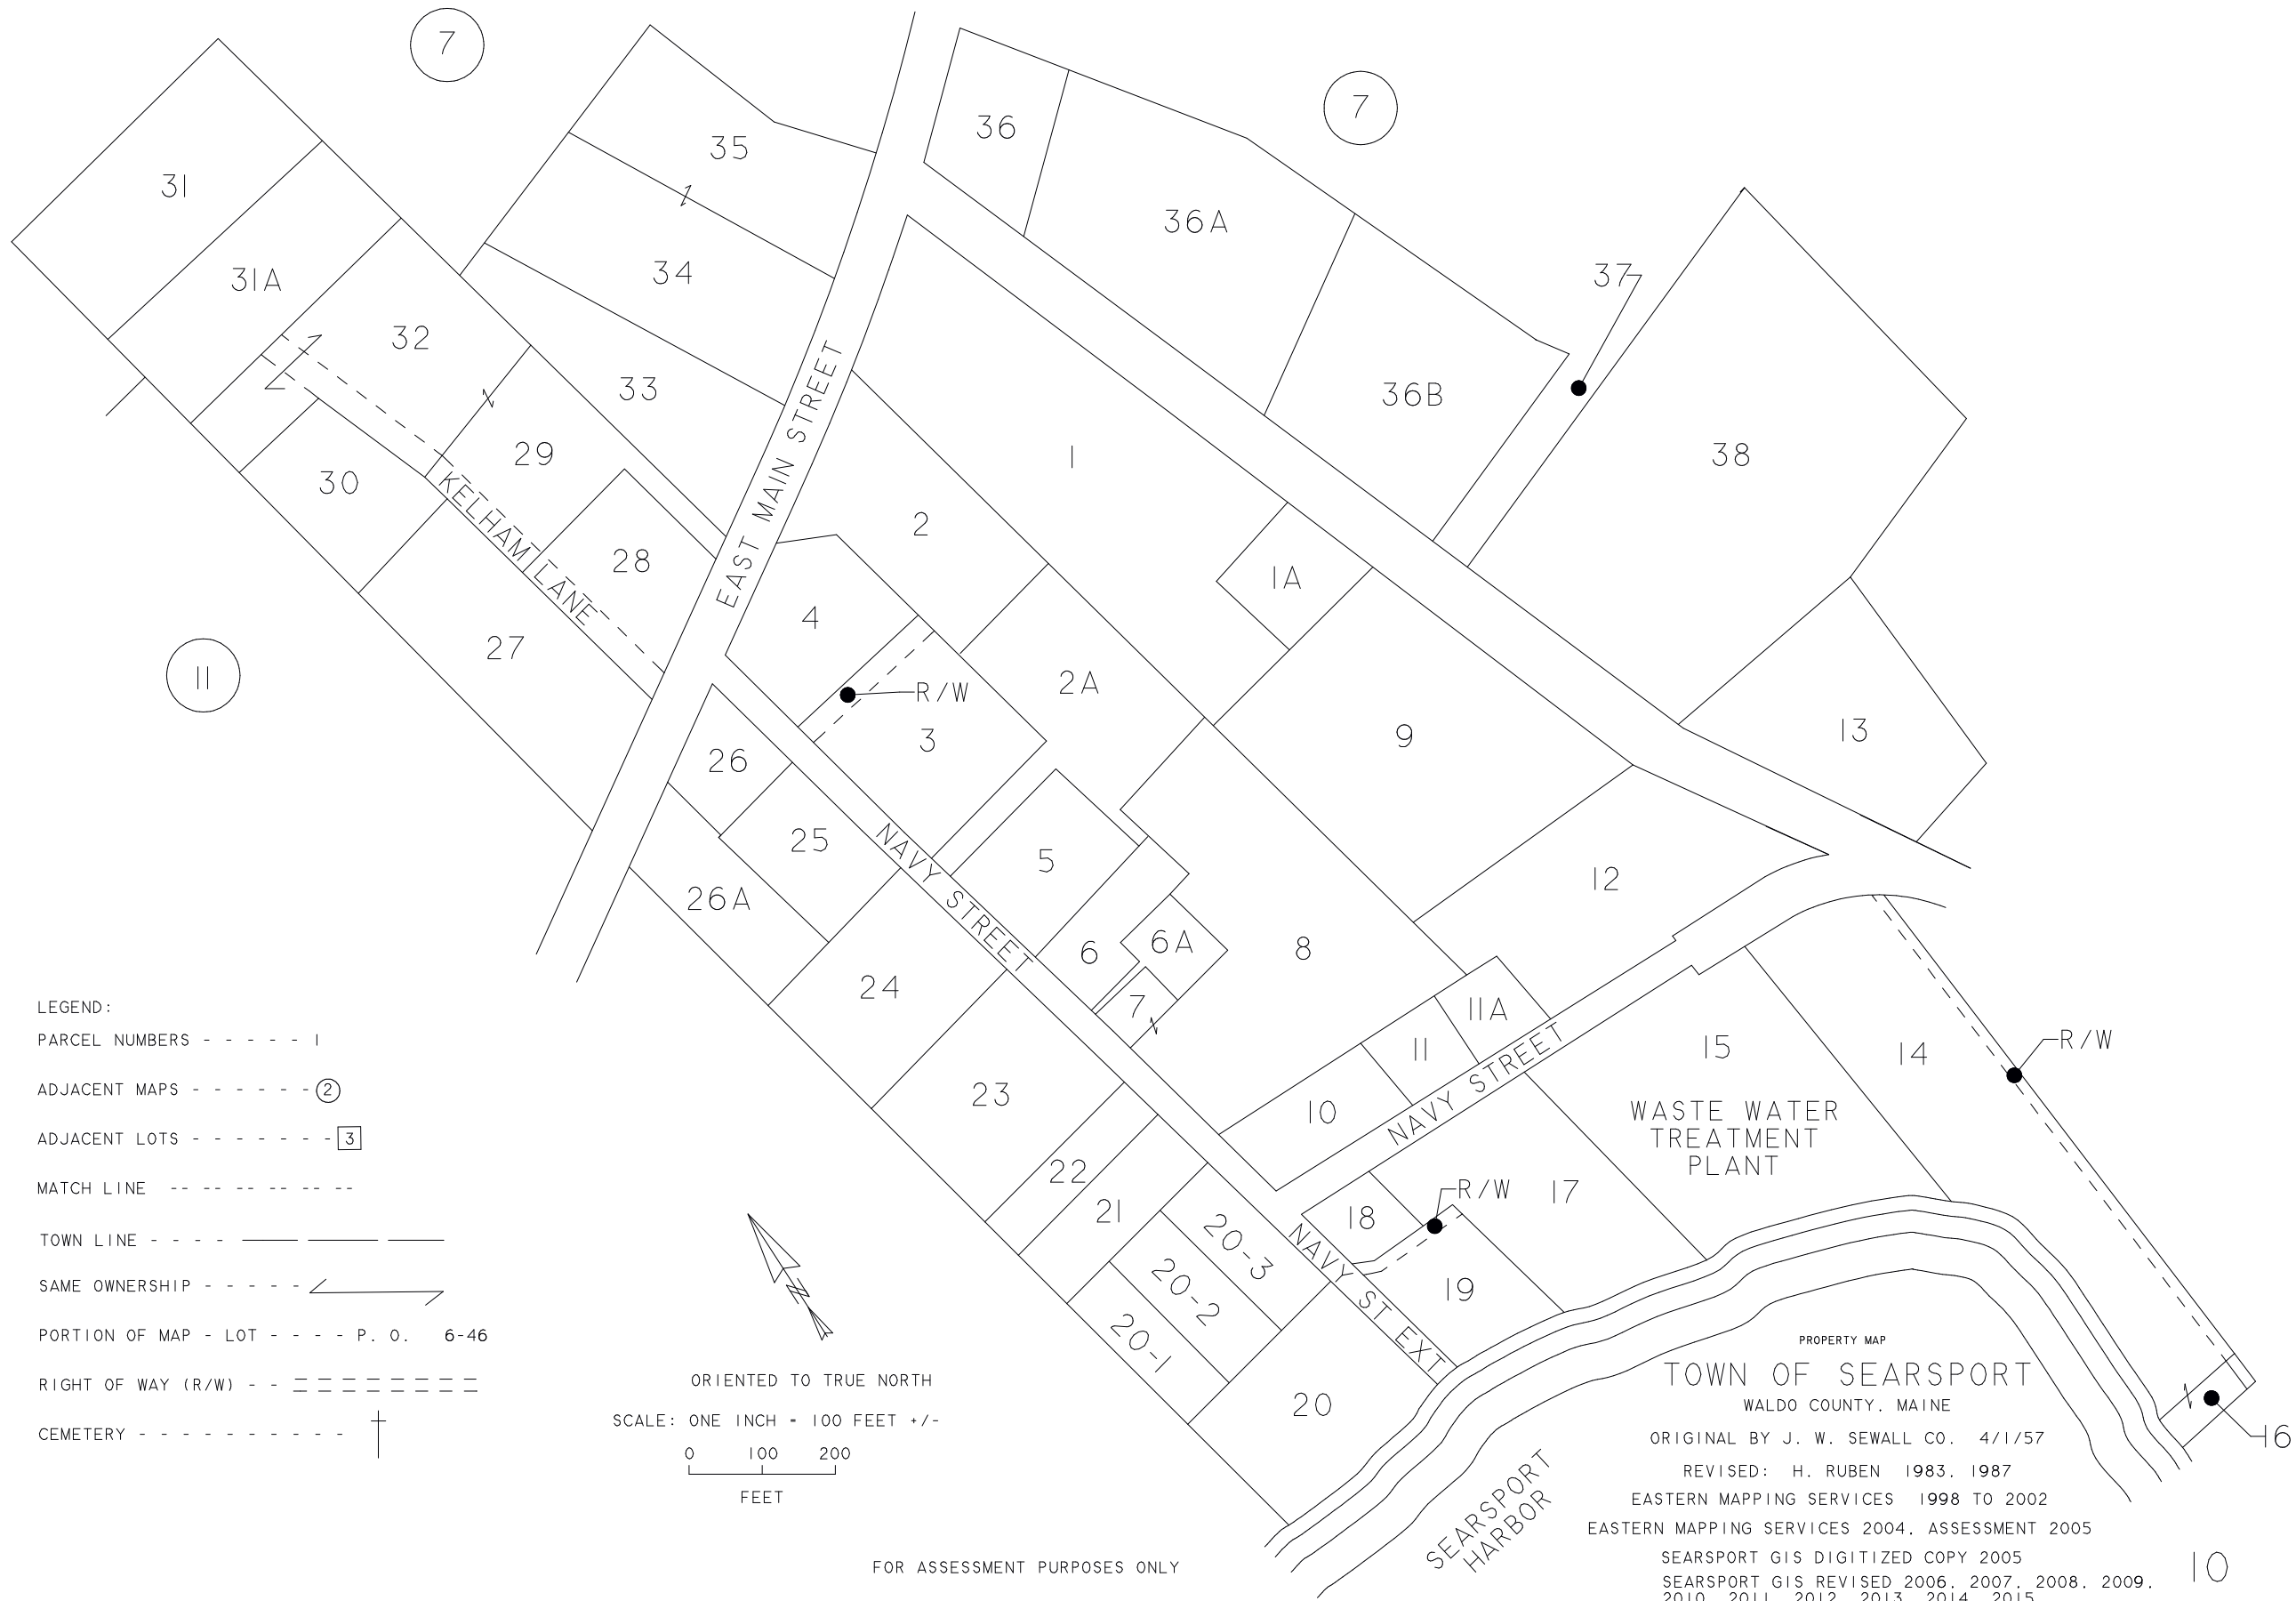 7
7
36
35
31
36A
34
37
31A
32
33
36B
EAST MAIN STREET
1
29
38
30
KELHAM LANE
2
28
1A
4
27
11
2A
R/W
3
9
13
26
25
NAVY STREET
5
12
26A
6A
6
8
24
7
11A
11
NAVY STREET
15
14
R/W
23
10
WASTE WATER
TREATMENT
PLANT
22
21
20-3
18
R/W
17
20-2
NAVY ST EXT
19
20-1
20
16
LEGEND:
PARCEL NUMBERS - - - - - 1
ADJACENT MAPS - - - - - - 2
ADJACENT LOTS - - - - - - - 3
MATCH LINE -- -- -- -- -- --
TOWN LINE - - - -
SAME OWNERSHIP - - - - -
PORTION OF MAP - LOT - - - - P. O. 6-46
RIGHT OF WAY (R/W) - -
CEMETERY - - - - - - - - - -
N
ORIENTED TO TRUE NORTH
SCALE: ONE INCH = 100 FEET +/-
0 100 200
FEET
FOR ASSESSMENT PURPOSES ONLY
SEARSPORT
HARBOR
PROPERTY MAP
TOWN OF SEARSPORT
WALDO COUNTY, MAINE
ORIGINAL BY J. W. SEWALL CO. 4/1/57
REVISED: H. RUBEN 1983, 1987
EASTERN MAPPING SERVICES 1998 TO 2002
EASTERN MAPPING SERVICES 2004, ASSESSMENT 2005
SEARSPORT GIS DIGITIZED COPY 2005
SEARSPORT GIS REVISED 2006, 2007, 2008, 2009,
2010, 2011, 2012, 2013, 2014, 2015
10